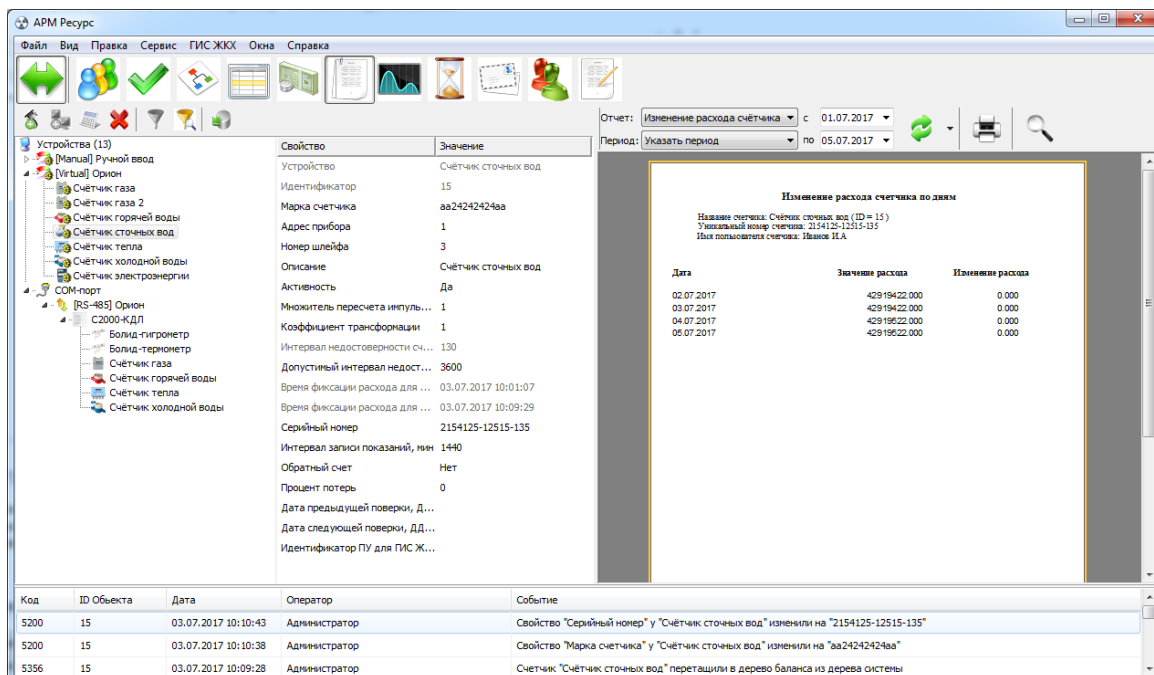 АРМ Ресурс
Файл Вид Правка Сервис ГИС ЖКХ Окна Справка
Отчет: Изменение расхода счётчика с 01.07.2017
Период: Указать период по 05.07.2017
Устройства (13)
[Manual] Ручной ввод
[Virtual] Орион
Счётчик газа
Счётчик газа 2
Счётчик горячей воды
Счётчик сточных вод
Счётчик тепла
Счётчик холодной воды
Счётчик электроэнергии
COM-порт
[RS-485] Орион
С2000-КДЛ
Болид-гигрометр
Болид-термометр
Счётчик газа
Счётчик горячей воды
Счётчик тепла
Счётчик холодной воды
Свойство Значение
Устройство Счётчик сточных вод
Идентификатор 15
Марка счетчика aa24242424aa
Адрес прибора 1
Номер шлейфа 3
Описание Счётчик сточных вод
Активность Да
Множитель пересчета импуль... 1
Коэффициент трансформации 1
Интервал недостоверности сч... 130
Допустимый интервал недост... 3600
Время фиксации расхода для ... 03.07.2017 10:01:07
Время фиксации расхода для ... 03.07.2017 10:09:29
Серийный номер 2154125-12515-135
Интервал записи показаний, мин 1440
Обратный счет Нет
Процент потерь 0
Дата предыдущей поверки, Д...
Дата следующей поверки, ДД...
Идентификатор ПУ для ГИС Ж...
Изменение расхода счетчика по дням
Название счетчика: Счётчик сточных вод ( ID = 15 )
Уникальный номер счетчика: 2154125-12515-135
Имя пользователя счетчика: Иванов И.А
Дата Значение расхода Изменение расхода
02.07.2017 42919422.000 0.000
03.07.2017 42919422.000 0.000
04.07.2017 42919522.000 0.000
05.07.2017 42919522.000 0.000
Код ID Объекта Дата Оператор Событие
5200 15 03.07.2017 10:10:43 Администратор Свойство "Серийный номер" у "Счётчик сточных вод" изменили на "2154125-12515-135"
5200 15 03.07.2017 10:10:38 Администратор Свойство "Марка счетчика" у "Счётчик сточных вод" изменили на "aa24242424aa"
5356 15 03.07.2017 10:09:28 Администратор Счетчик "Счётчик сточных вод" перетащили в дерево баланса из дерева системы